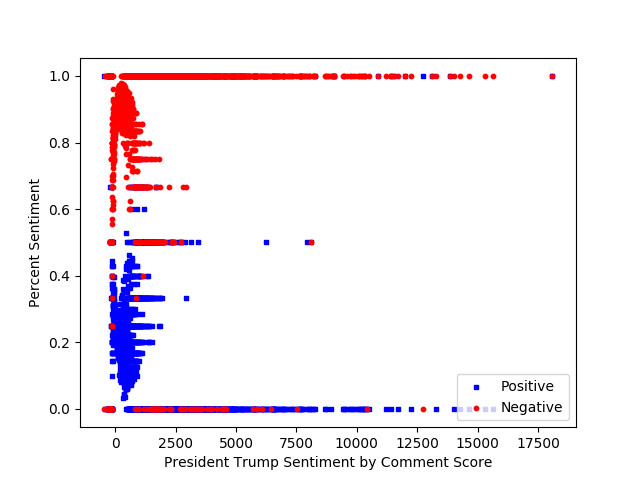 1.0
0.8
0.6
0.4
0.2
0.0
Percent Sentiment
0 2500 5000 7500 10000 12500 15000 17500
President Trump Sentiment by Comment Score
Positive
Negative